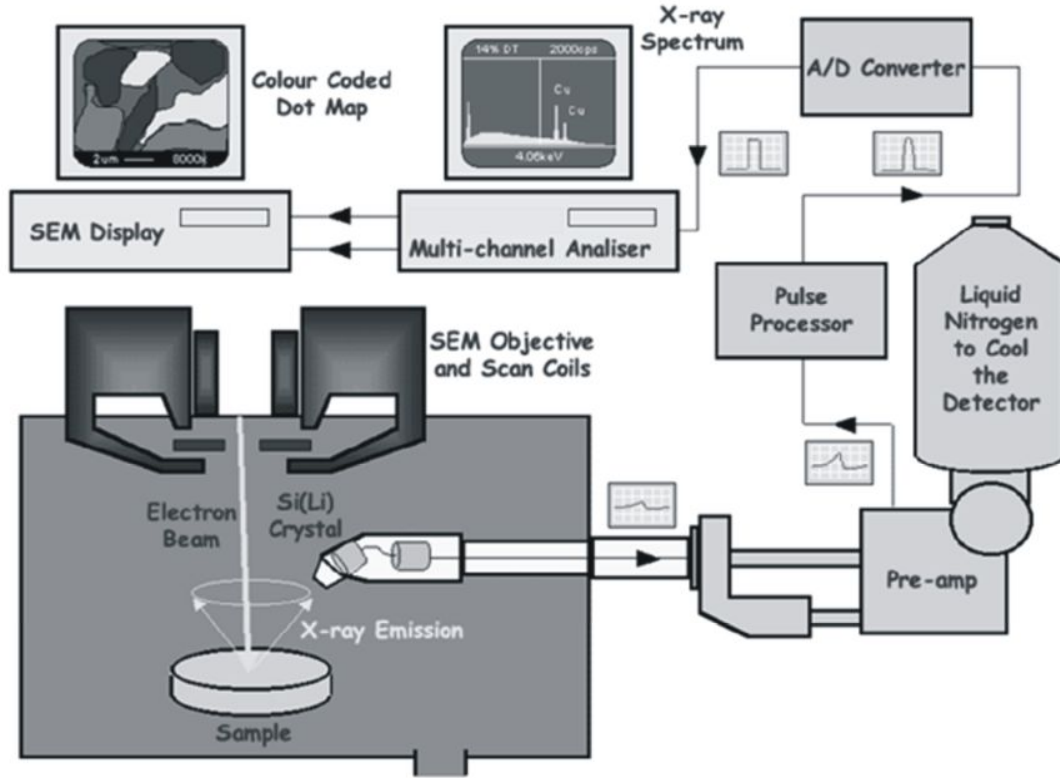 X-ray
Spectrum
A/D Converter
Colour Coded
Dot Map
14% DT 2000cps
Cu
Cu
4.06keV
2um 8000x
SEM Display
Multi-channel Analiser
Pulse
Processor
Liquid
Nitrogen
to Cool
the
Detector
SEM Objective
and Scan Coils
Electron
Beam
Si(Li)
Crystal
Pre-amp
X-ray Emission
Sample